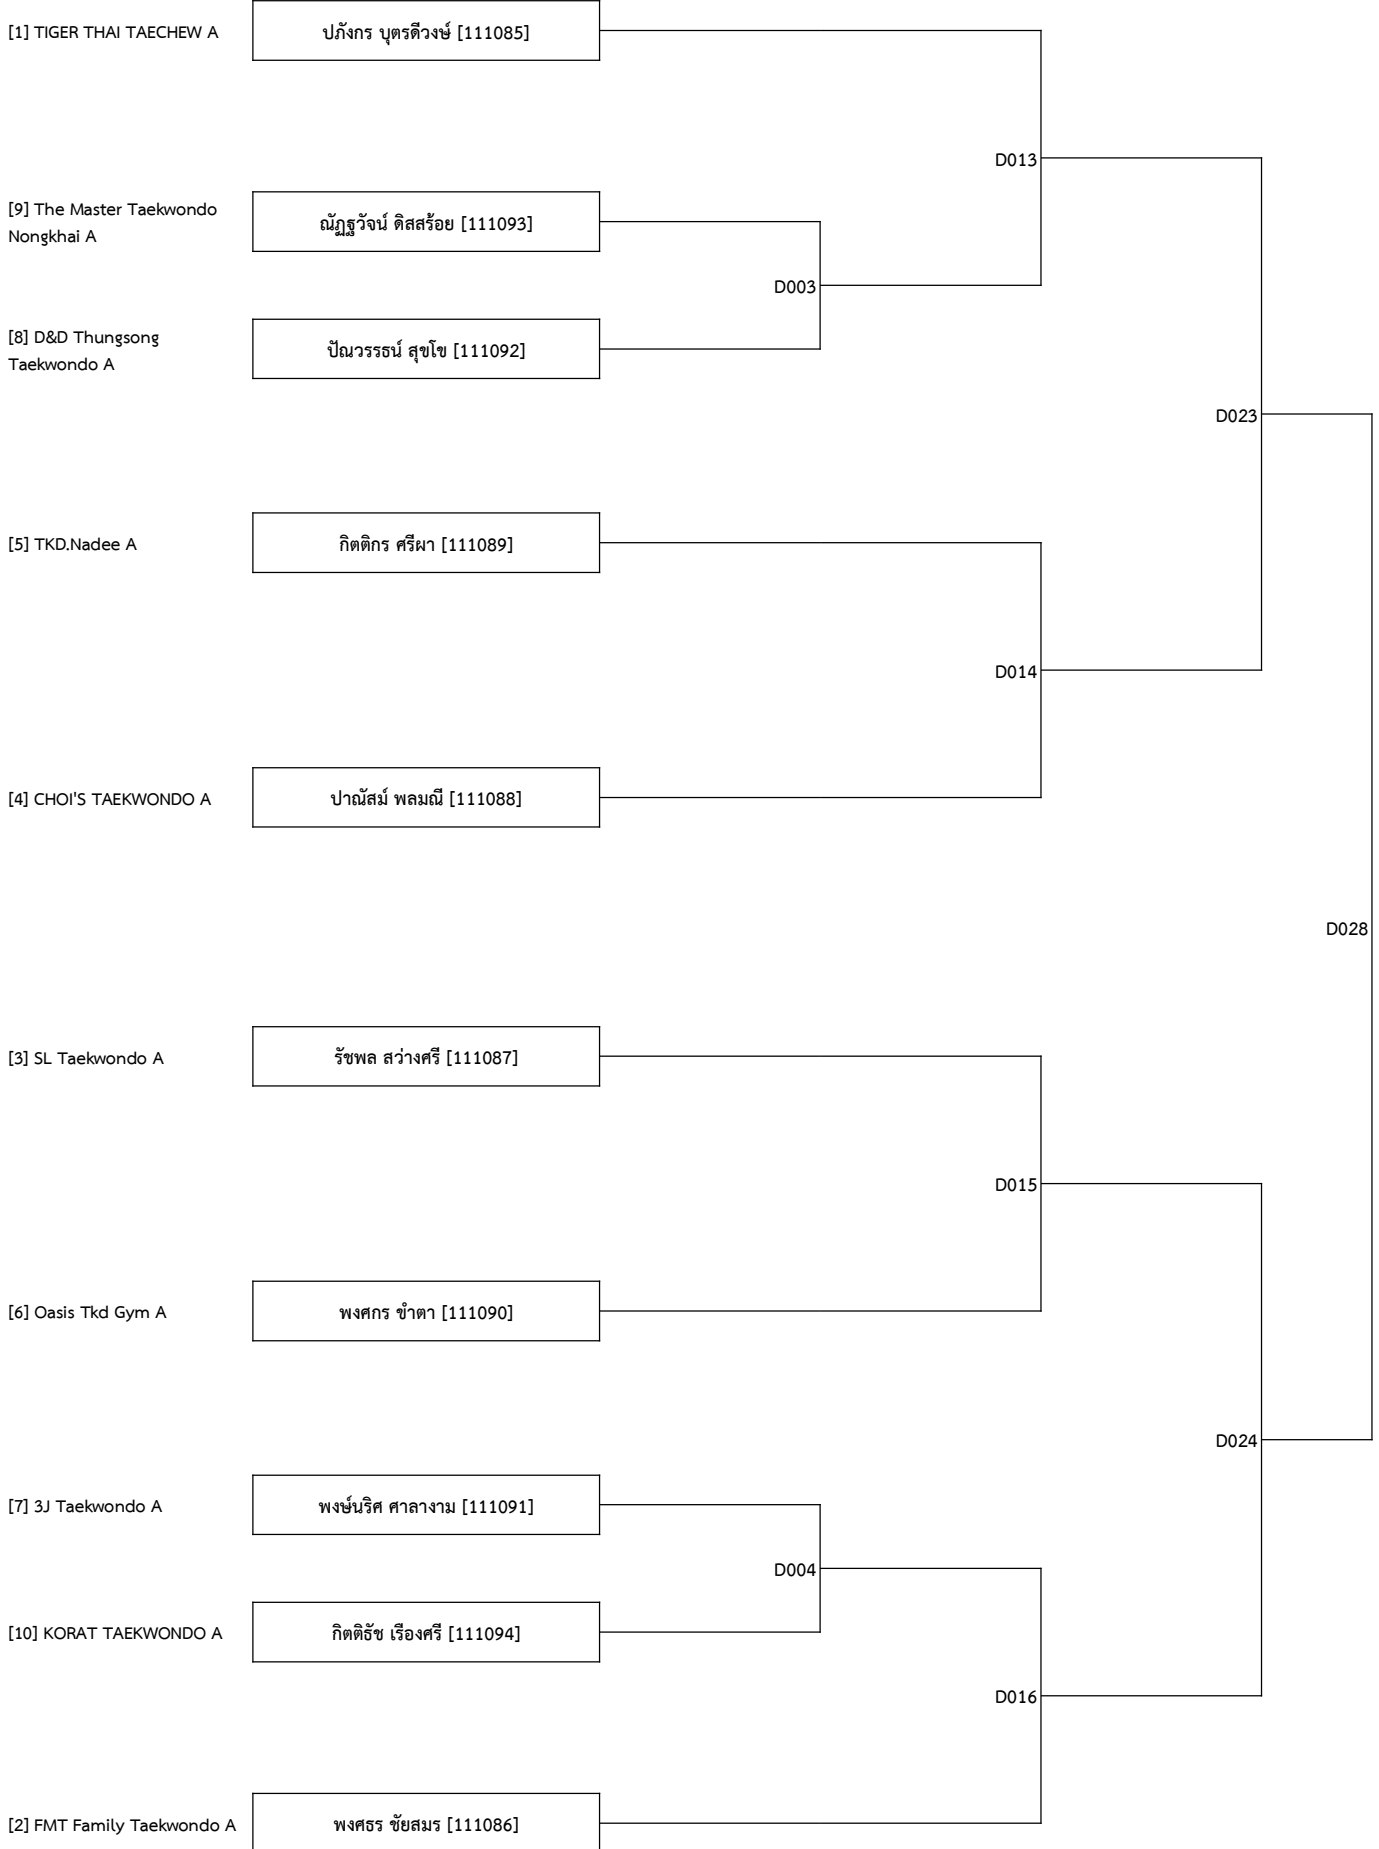 [1] TIGER THAI TAECHEW A
ปภังกร บุตรดีวงษ์ [111085]
D013
[9] The Master Taekwondo
Nongkhai A
ณัฏฐวัจน์ ดิสสร้อย [111093]
D003
[8] D&D Thungsong
Taekwondo A
ปัณวรรธน์ สุขโข [111092]
D023
[5] TKD.Nadee A
กิตติกร ศรีผา [111089]
D014
[4] CHOI'S TAEKWONDO A
ปาณัสม์ พลมณี [111088]
D028
[3] SL Taekwondo A
รัชพล สว่างศรี [111087]
D015
[6] Oasis Tkd Gym A
พงศกร ขำตา [111090]
D024
[7] 3J Taekwondo A
พงษ์นริศ ศาลางาม [111091]
D004
[10] KORAT TAEKWONDO A
กิตติธัช เรืองศรี [111094]
D016
[2] FMT Family Taekwondo A
พงศธร ชัยสมร [111086]